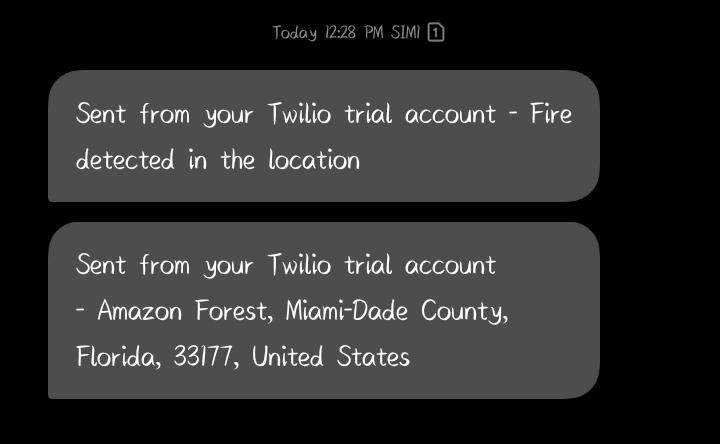 Today 12:28 PM SIM1 1
Sent from your Twilio trial account - Fire
detected in the location
Sent from your Twilio trial account
- Amazon Forest, Miami-Dade County,
Florida, 33177, United States